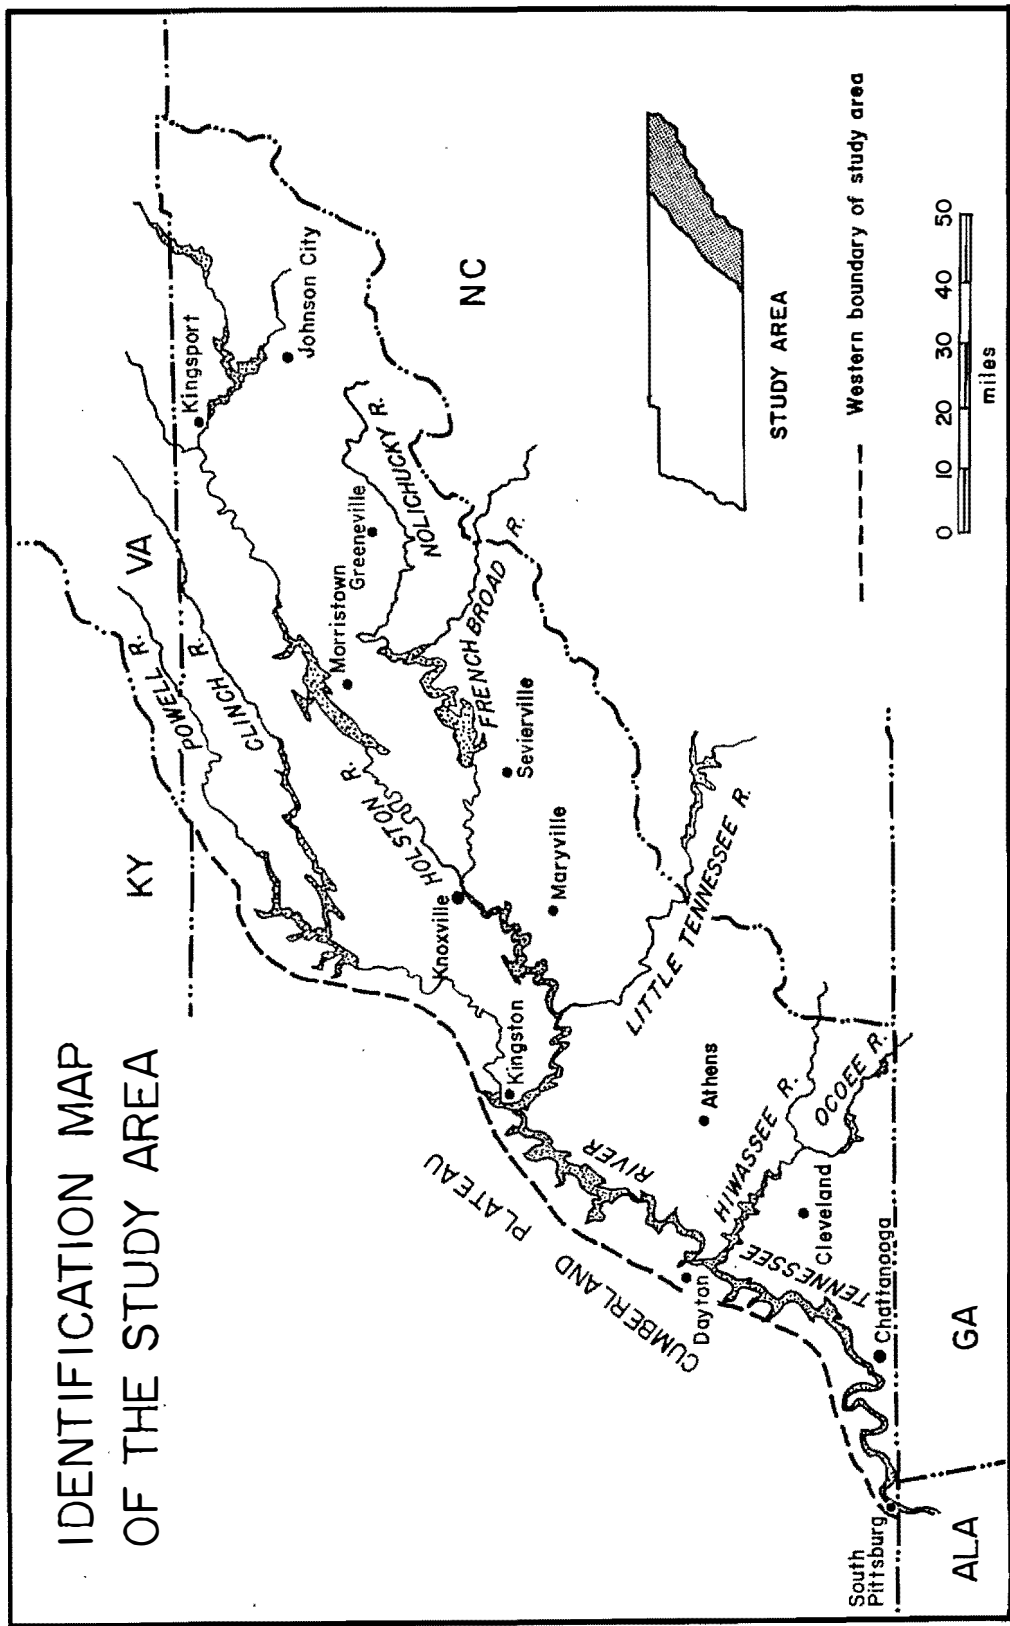 IDENTIFICATION MAP
OF THE STUDY AREA
KY
VA
POWELL R.
CLINCH R.
Kingsport
Johnson City
NC
Morristown
Greeneville
NOLICHUCKY R.
HOLSTON R.
FRENCH BROAD R.
Sevierville
Knoxville
Maryville
Kingston
LITTLE TENNESSEE R.
CUMBERLAND PLATEAU
TENNESSEE RIVER
Athens
HIWASSEE R.
OCOEE R.
Dayton
Cleveland
Chattanooga
South
Pittsburg
ALA
GA
STUDY AREA
Western boundary of study area
0 10 20 30 40 50
miles